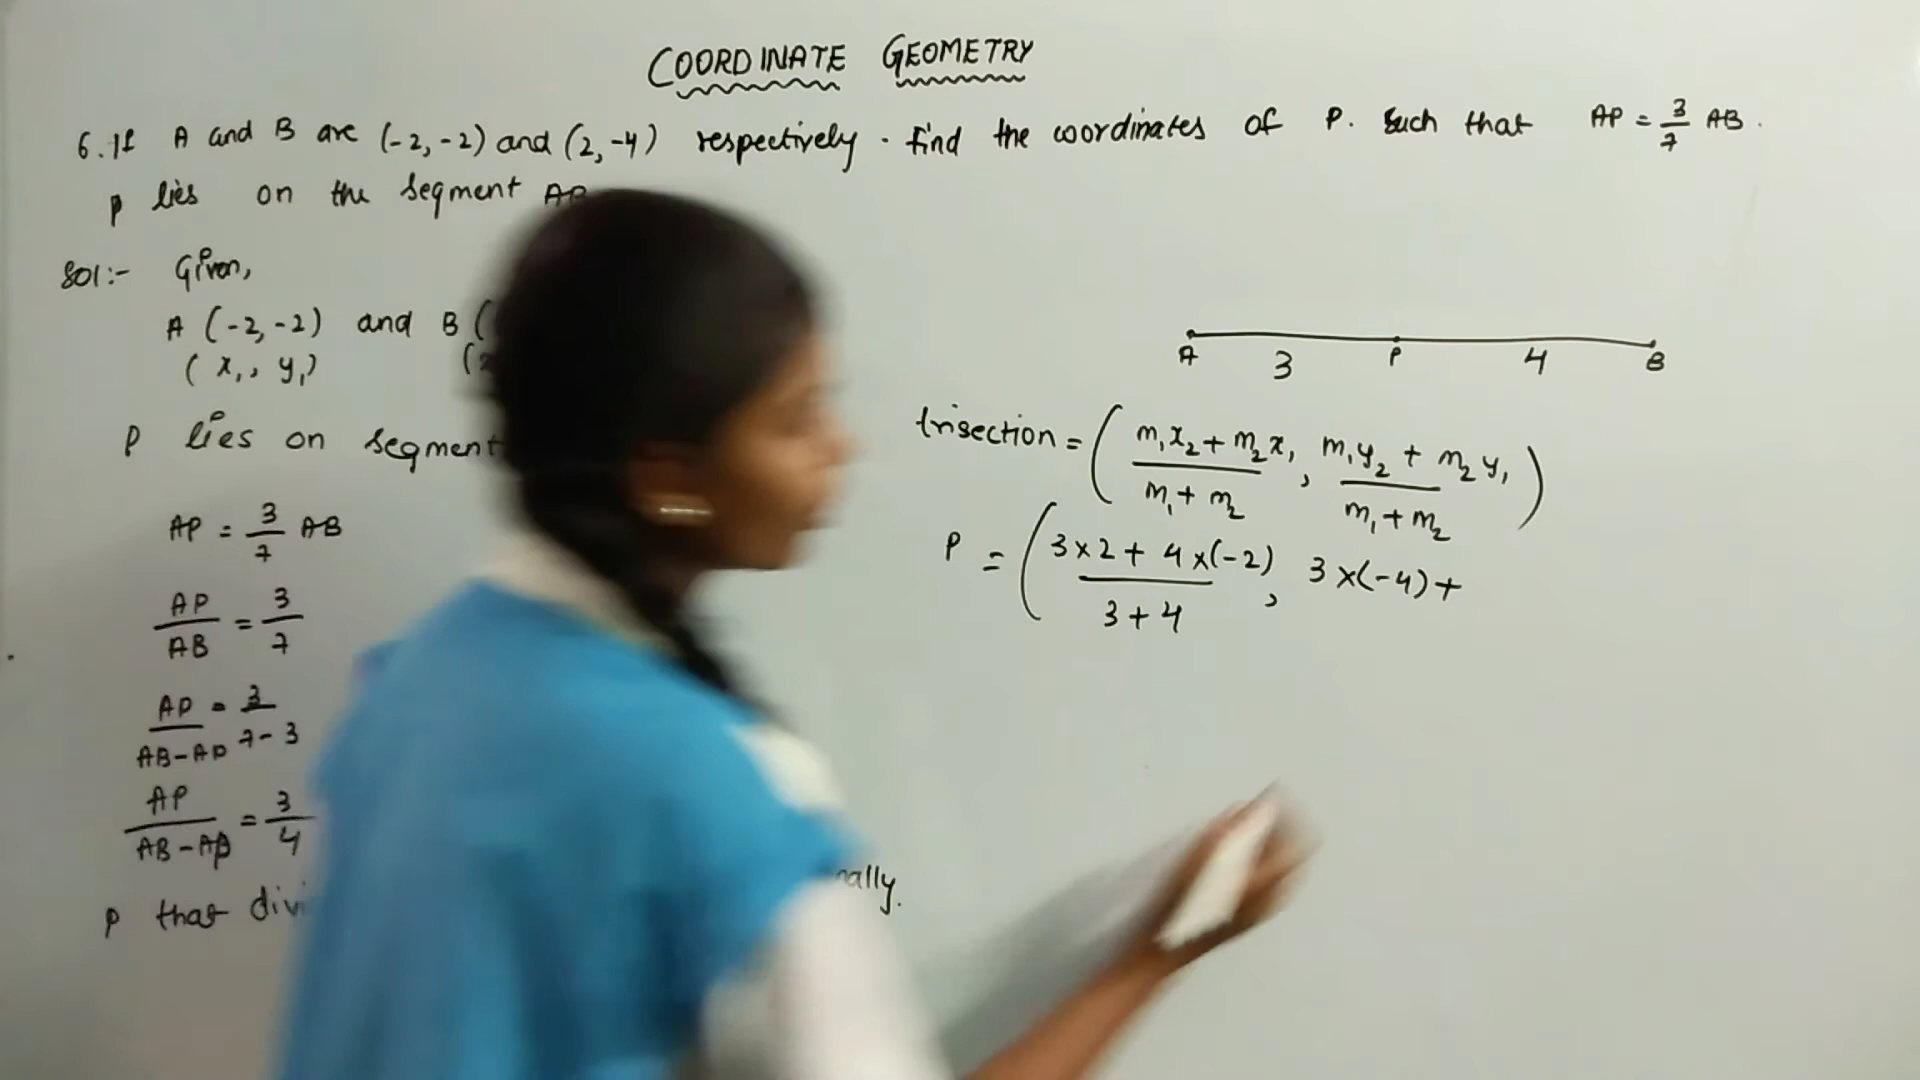 COORDINATE GEOMETRY
6. If A and B are (-2,-2) and (2,-4) respectively. find the coordinates of P. Such that AP = 3/7 AB.
P lies on the segment AB
Sol:- Given,
A (-2,-2) and B (
(x₁, y₁) (
P lies on segment
AP = 3/7 AB
AP/AB = 3/7
AP/AB-AP = 3/7-3
AP/AB-AP = 3/4
P that divi nally.
A 3 P 4 B
trisection = (m₁x₂ + m₂x₁/m₁ + m₂, m₁y₂ + m₂y₁/m₁ + m₂)
P = (3×2 + 4×(-2)/3+4, 3×(-4)+